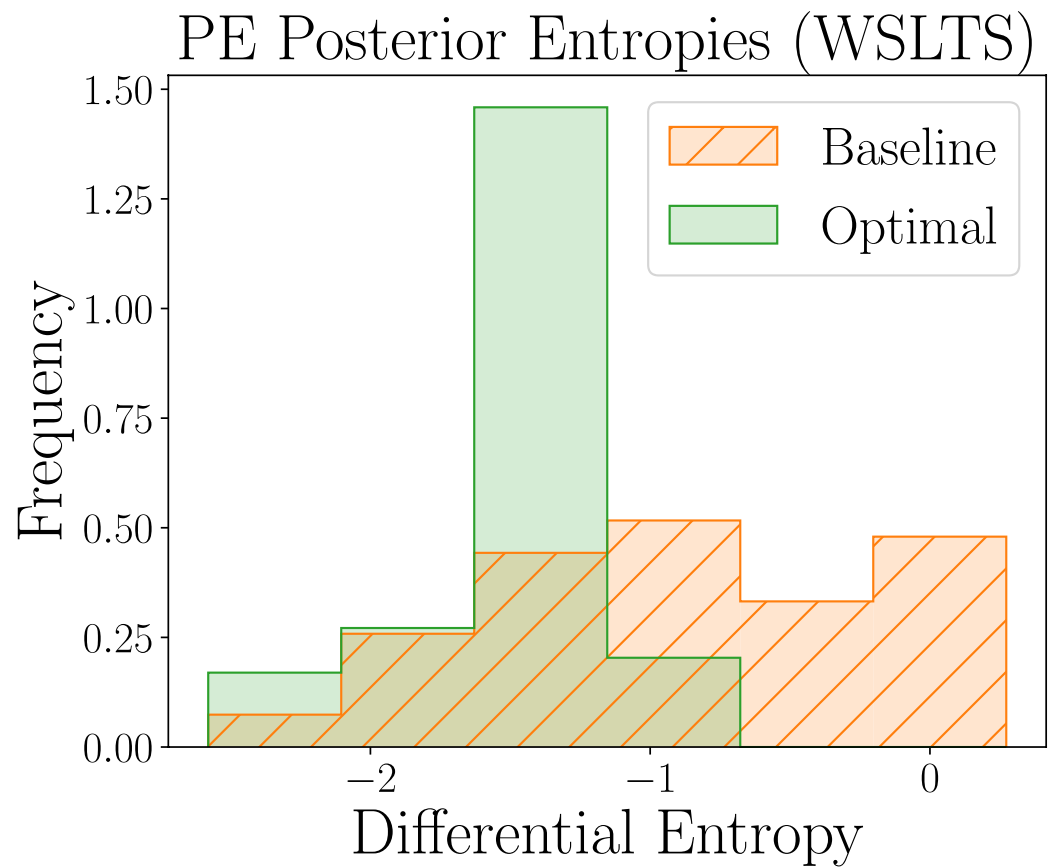 PE Posterior Entropies (WSLTS)
Baseline
Optimal
Frequency
1.50
1.25
1.00
0.75
0.50
0.25
0.00
−2
−1
0
Differential Entropy